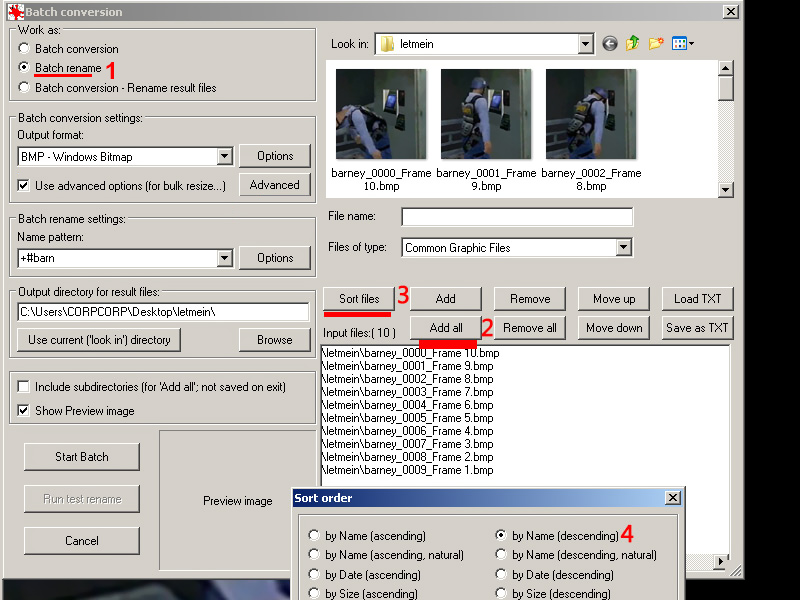 Batch conversion
Work as:
Batch conversion
Batch rename 1
Batch conversion - Rename result files
Batch conversion settings:
Output format:
BMP - Windows Bitmap Options
Use advanced options (for bulk resize...) Advanced
Batch rename settings:
Name pattern:
+#barn Options
Output directory for result files:
C:\Users\CORPCORP\Desktop\letmein\
Use current ('look in') directory Browse
Include subdirectories (for 'Add all'; not saved on exit)
Show Preview image
Start Batch
Run test rename
Cancel
Preview image
Look in: letmein
barney_0000_Frame
10.bmp
barney_0001_Frame
9.bmp
barney_0002_Frame
8.bmp
File name:
Files of type: Common Graphic Files
Sort files 3 Add Remove Move up Load TXT
Input files:( 10 ) Add all 2 Remove all Move down Save as TXT
\letmein\barney_0000_Frame 10.bmp
\letmein\barney_0001_Frame 9.bmp
\letmein\barney_0002_Frame 8.bmp
\letmein\barney_0003_Frame 7.bmp
\letmein\barney_0004_Frame 6.bmp
\letmein\barney_0005_Frame 5.bmp
\letmein\barney_0006_Frame 4.bmp
\letmein\barney_0007_Frame 3.bmp
\letmein\barney_0008_Frame 2.bmp
\letmein\barney_0009_Frame 1.bmp
Sort order
by Name (ascending) by Name (descending) 4
by Name (ascending, natural) by Name (descending, natural)
by Date (ascending) by Date (descending)
by Size (ascending) by Size (descending)